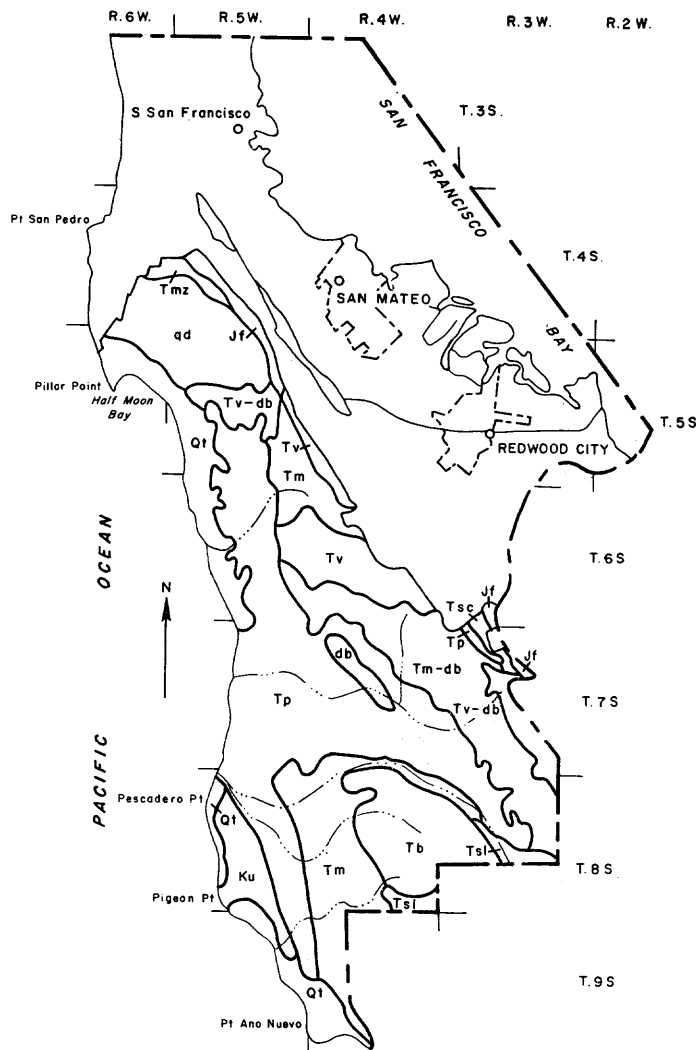 R.6W. R.5W. R.4W. R.3W. R.2W.
S San Francisco
SAN FRANCISCO BAY
T.3S.
Pt San Pedro
T.4S.
Tmz
SAN MATEO
qd
Jf
Pillar Point
Half Moon
Bay
Tv-db
T.5S
Qt
REDWOOD CITY
Tv
Tm
PACIFIC OCEAN
Tv
T.6S
N
Jf
Tsc
Tp
db
Tm-db
Jf
Tp
Tv-db
T.7S
Pescadero Pt
Qt
Tb
Tsl
Ku
Tm
T.8S
Pigeon Pt
Tsl
Qt
T.9S
Pt Ano Nuevo